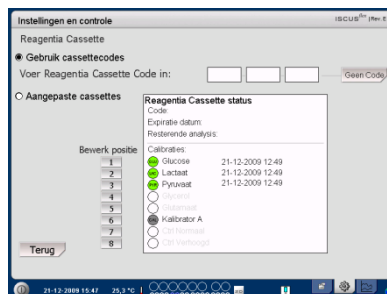 Instellingen en controle
ISCUS
Reagentia Cassette
Gebruik cassettecodes
Voer Reagentia Cassette Code in:
Geen Code
Aangepaste cassettes
Reagentia Cassette status
Code:
Expiratie datum:
Resterende analysis:
Bewerk positie
Calibraties:
1 Glucose 21-12-2009 12:49
2 Lactaat 21-12-2009 12:49
3 Pyruvaat 21-12-2009 12:49
4 Glycerol
5 Glutamaat
6 Kalibrator A
7 Ctrl Normaal
8 Ctrl Verhoogd
Terug
21-12-2009 15:47 25,3 °C